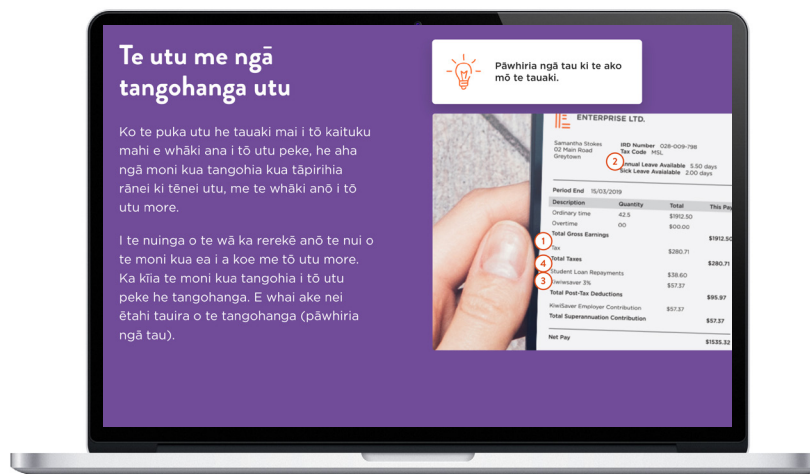 Te utu me ngā
tangohanga utu
Ko te puka utu he tauaki mai i tō kaituku
mahi e whāki ana i tō utu peke, he aha
ngā moni kua tangohia kua tāpirihia
rānei ki tēnei utu, me te whāki anō i tō
utu more.
I te nuinga o te wā ka rerekē anō te nui o
te moni kua ea i a koe me tō utu more.
Ka kīia te moni kua tangohia i tō utu
peke he tangohanga. E whai ake nei
ētahi tauira o te tangohanga (pāwhiria
ngā tau).
Pāwhiria ngā tau ki te ako
mō te tauaki.
ENTERPRISE LTD.
Samantha Stokes IRD Number 028-009-798
02 Main Road Tax Code MSL
Greytown
2 Annual Leave Available 5.50 days
Sick Leave Avaialable 2.00 days
Period End 15/03/2019
Description Quantity Total This Pay
Ordinary time 42.5 $1912.50
Overtime 00 $00.00
Total Gross Earnings $1912.50
1
Tax $280.71
Total Taxes $280.71
4
Student Loan Repayments $38.60
3 Kiwisaver 3% $57.37
Total Post-Tax Deductions $95.97
KiwiSaver Employer Contribution $57.37
Total Superannuation Contribution $57.37
Net Pay $1535.32